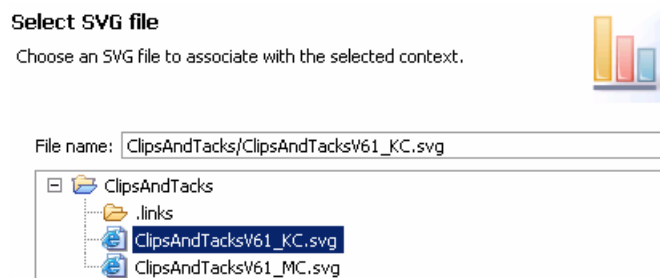 Select SVG file
Choose an SVG file to associate with the selected context.
File name: ClipsAndTacks/ClipsAndTacksV61_KC.svg
ClipsAndTacks
.links
ClipsAndTacksV61_KC.svg
ClipsAndTacksV61_MC.svg